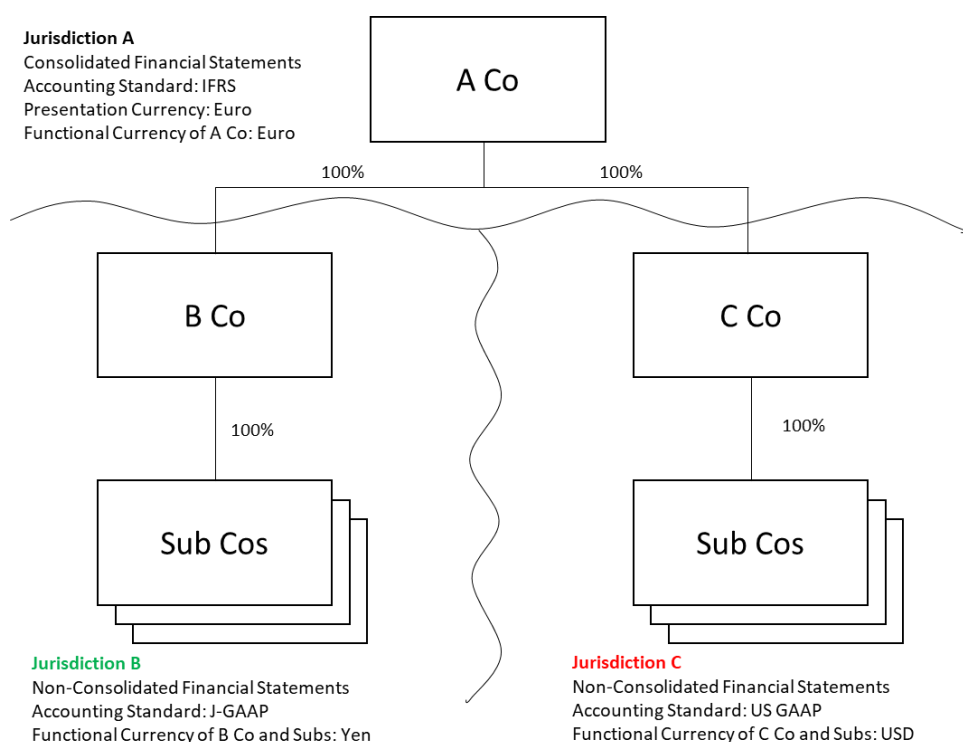 Jurisdiction A
Consolidated Financial Statements
Accounting Standard: IFRS
Presentation Currency: Euro
Functional Currency of A Co: Euro
A Co
100%
100%
B Co
C Co
100%
100%
Sub Cos
Sub Cos
Jurisdiction B
Non-Consolidated Financial Statements
Accounting Standard: J-GAAP
Functional Currency of B Co and Subs: Yen
Jurisdiction C
Non-Consolidated Financial Statements
Accounting Standard: US GAAP
Functional Currency of C Co and Subs: USD